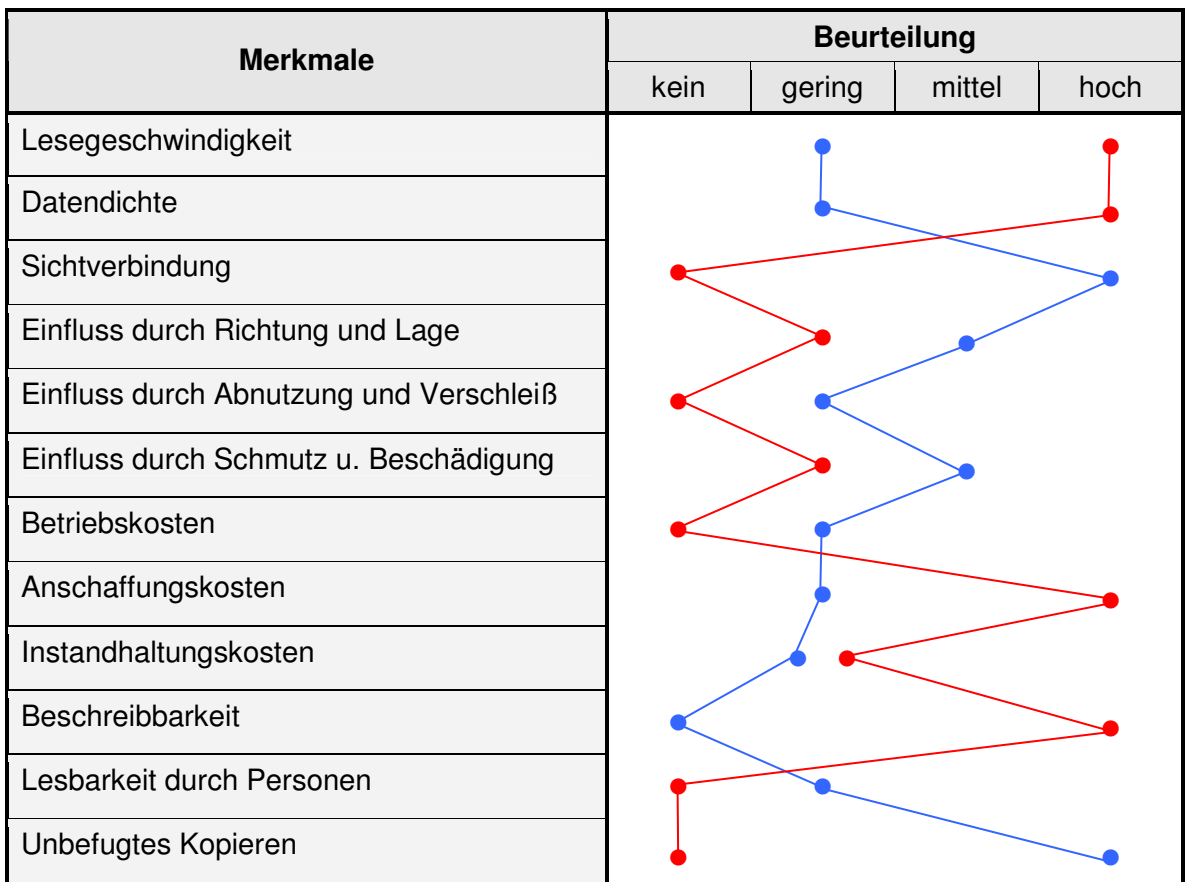 Merkmale
Beurteilung
kein gering mittel hoch
Lesegeschwindigkeit
Datendichte
Sichtverbindung
Einfluss durch Richtung und Lage
Einfluss durch Abnutzung und Verschleiß
Einfluss durch Schmutz u. Beschädigung
Betriebskosten
Anschaffungskosten
Instandhaltungskosten
Beschreibbarkeit
Lesbarkeit durch Personen
Unbefugtes Kopieren